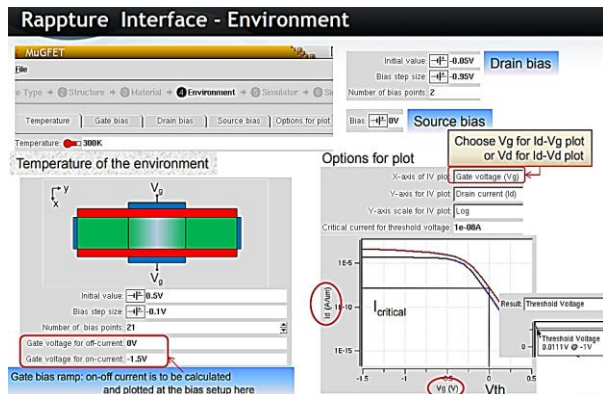 Rappture Interface - Environment
MuGFET
File
e Type → Structure → Material → Environment → Simulator → Si
Temperature
Gate bias
Drain bias
Source bias
Options for plot
Temperature: 300K
Initial value: -0.05V
Bias step size: -0.95V
Number of bias points: 2
Drain bias
Bias: 0V
Source bias
Choose Vg for Id-Vg plot
or Vd for Id-Vd plot
Temperature of the environment
y
x
Vg
Vg
Initial value: 0.5V
Bias step size: -0.1V
Number of bias points: 21
Gate voltage for off-current: 0V
Gate voltage for on-current: -1.5V
Gate bias ramp: on-off current is to be calculated
and plotted at the bias setup here
Options for plot
X-axis of IV plot: Gate voltage (Vg)
Y-axis for IV plot: Drain current (Id)
Y-axis scale for IV plot: Log
Critical current for threshold voltage: 1e-08A
Id (A/um)
1E-5
1E-10
1E-15
Icritical
-1.5
-1
-0.5
0
0.5
Vg (V)
Vth
Result: Threshold Voltage
0
Threshold Voltage
0.0111V @ -1V